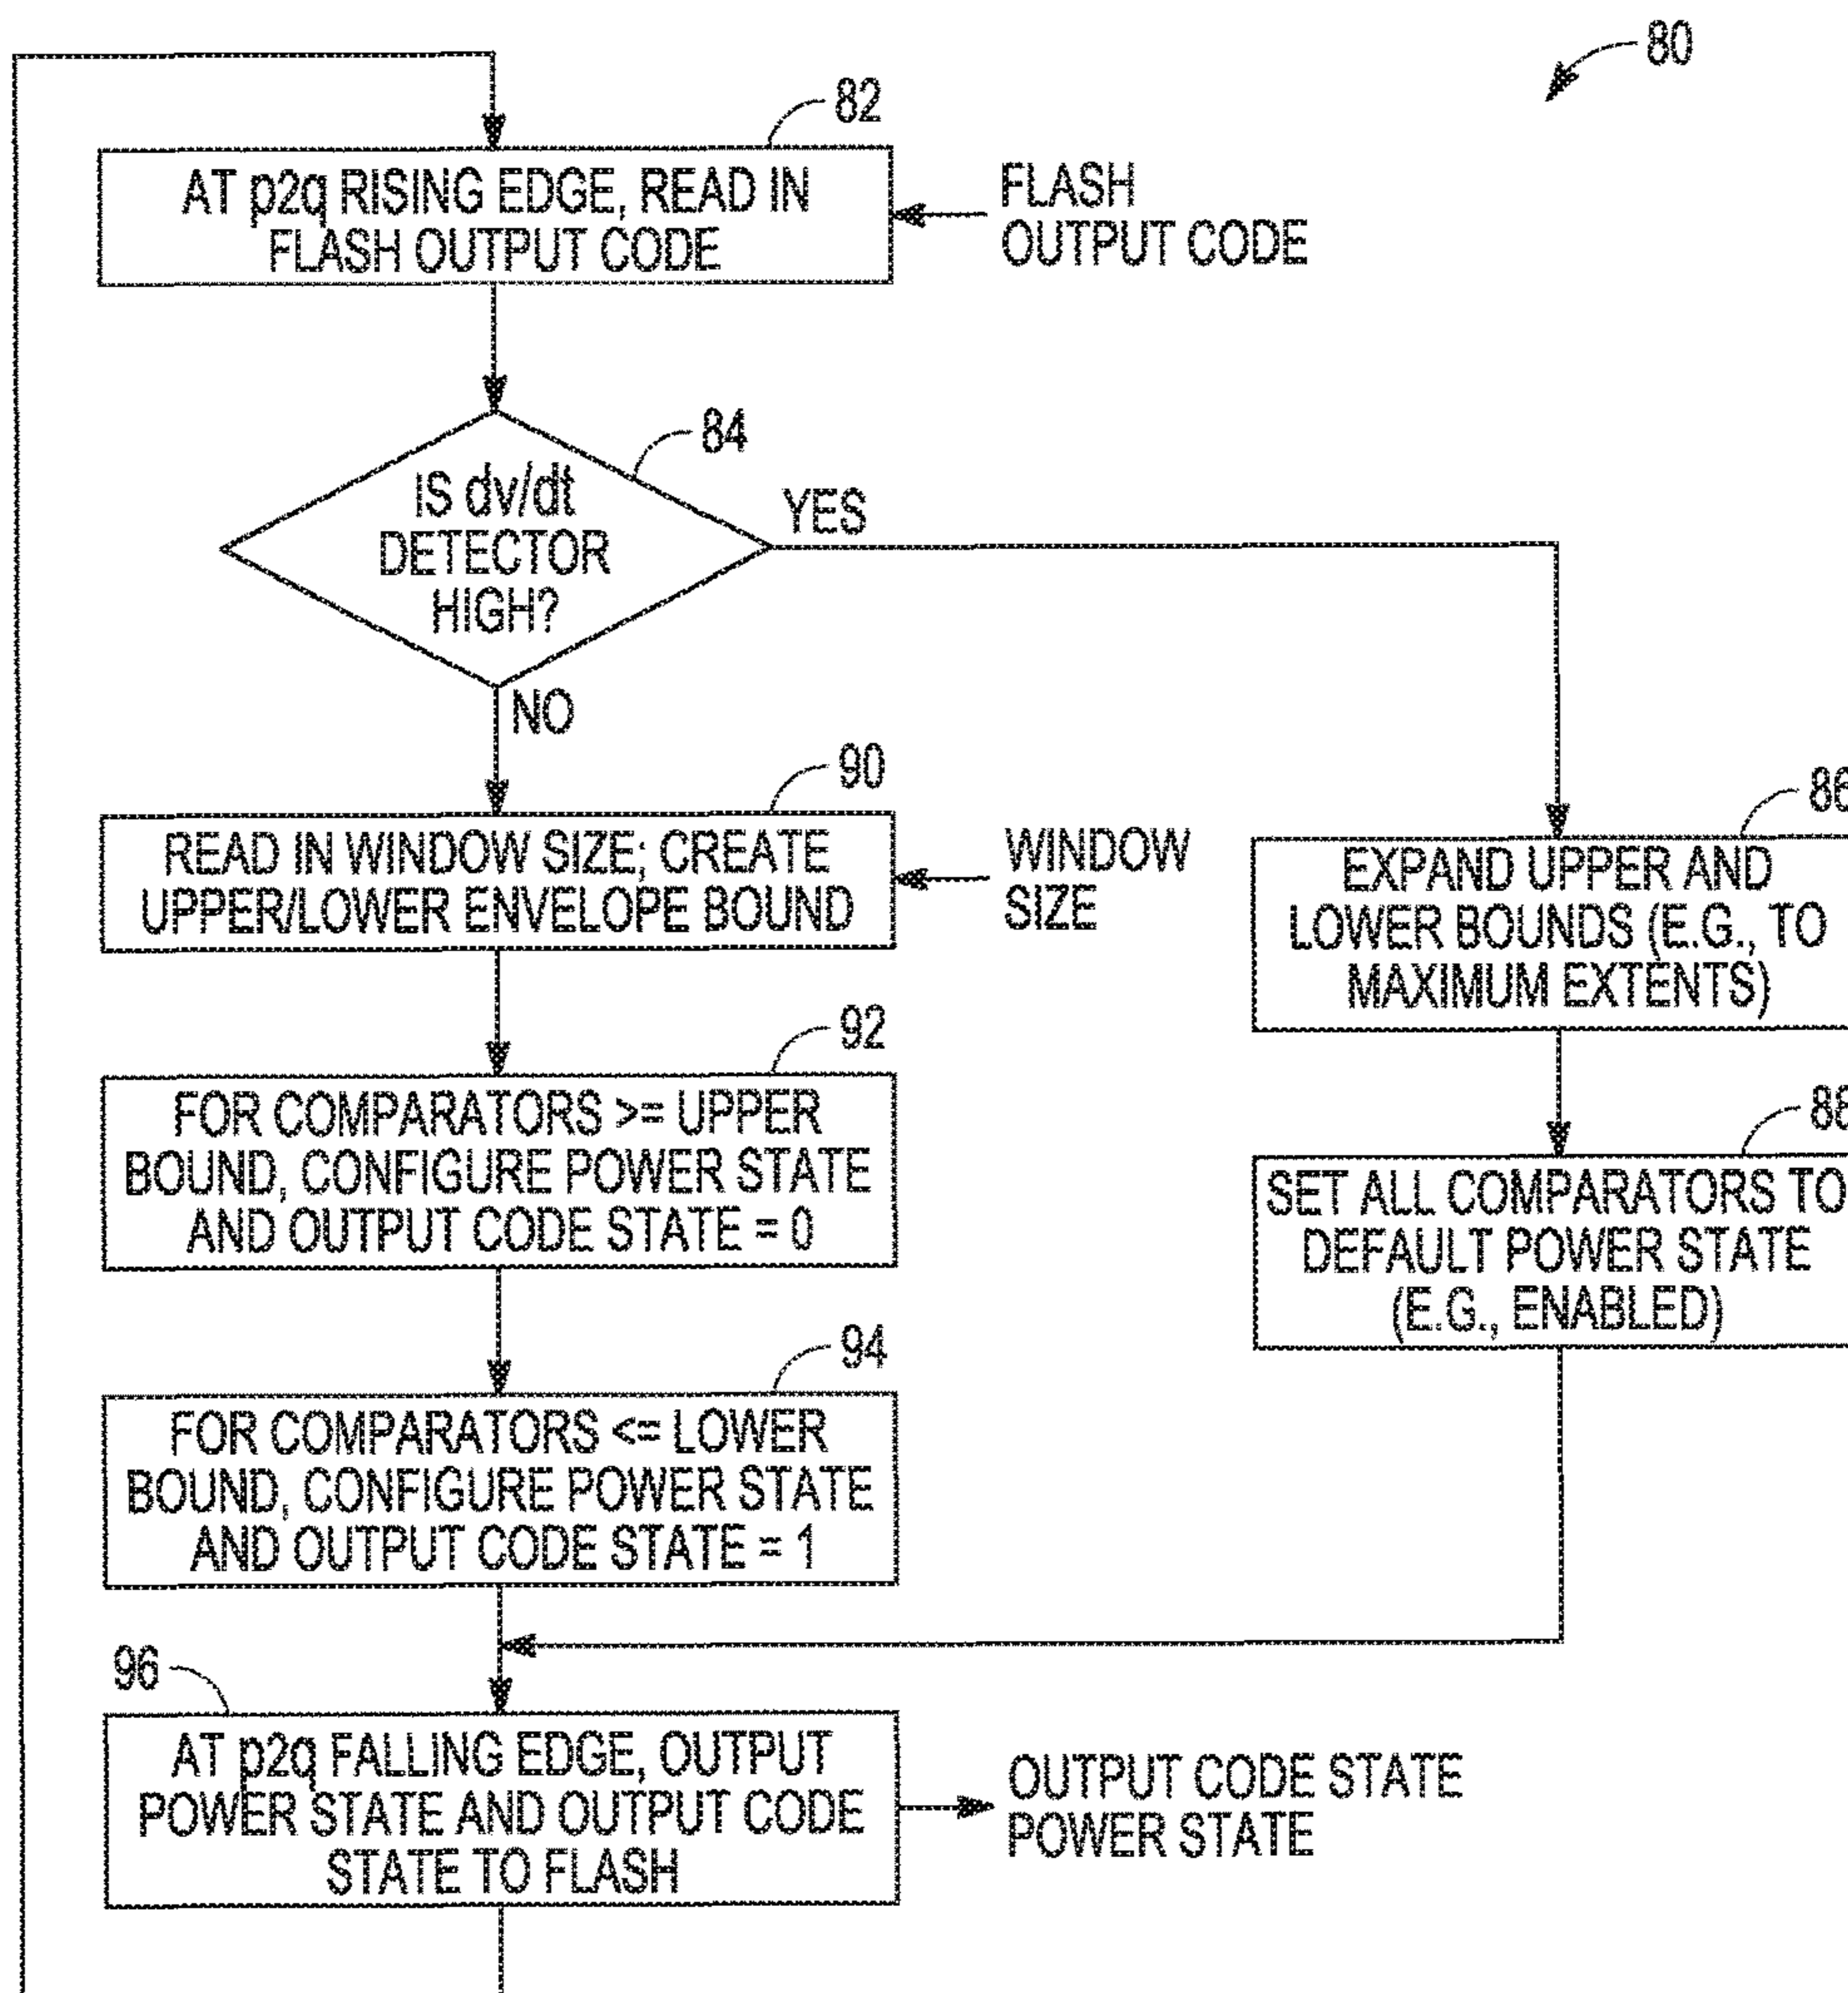 80
82
AT p2q RISING EDGE, READ IN
FLASH OUTPUT CODE
FLASH
OUTPUT CODE
84
IS dv/dt
DETECTOR
HIGH?
YES
NO
90
READ IN WINDOW SIZE; CREATE
UPPER/LOWER ENVELOPE BOUND
WINDOW
SIZE
86
EXPAND UPPER AND
LOWER BOUNDS (E.G., TO
MAXIMUM EXTENTS)
92
FOR COMPARATORS >= UPPER
BOUND, CONFIGURE POWER STATE
AND OUTPUT CODE STATE = 0
88
SET ALL COMPARATORS TO
DEFAULT POWER STATE
(E.G., ENABLED)
94
FOR COMPARATORS <= LOWER
BOUND, CONFIGURE POWER STATE
AND OUTPUT CODE STATE = 1
96
AT p2q FALLING EDGE, OUTPUT
POWER STATE AND OUTPUT CODE
STATE TO FLASH
OUTPUT CODE STATE
POWER STATE